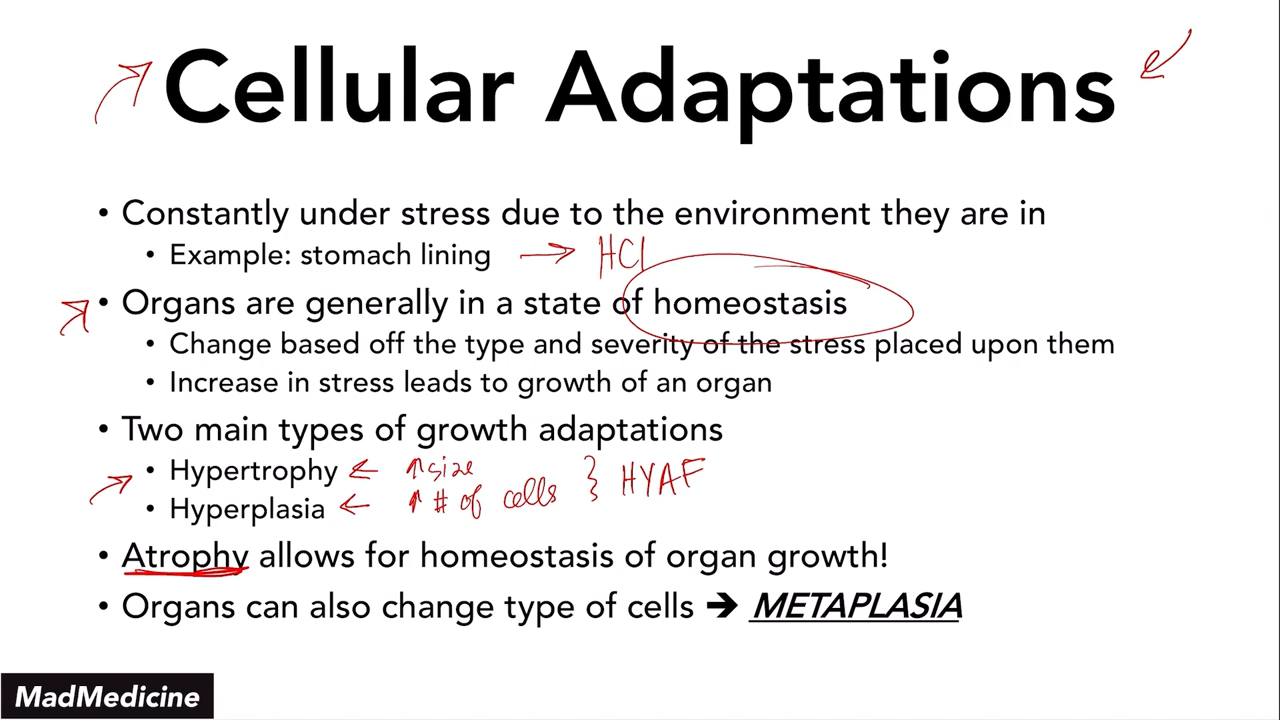 Cellular Adaptations
• Constantly under stress due to the environment they are in
• Example: stomach lining → HCl
• Organs are generally in a state of homeostasis
• Change based off the type and severity of the stress placed upon them
• Increase in stress leads to growth of an organ
• Two main types of growth adaptations
• Hypertrophy ← ↑ size
• Hyperplasia ← ↑ # of cells } HYAF
• Atrophy allows for homeostasis of organ growth!
• Organs can also change type of cells ➔ METAPLASIA
MadMedicine